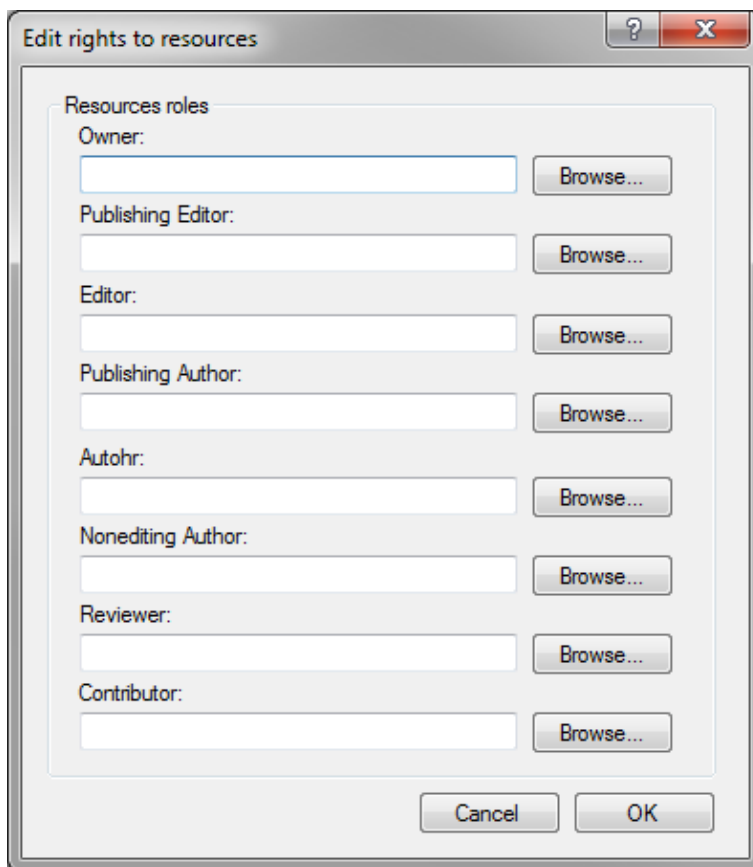 Edit rights to resources
?
X
Resources roles
Owner:
Browse...
Publishing Editor:
Browse...
Editor:
Browse...
Publishing Author:
Browse...
Autohr:
Browse...
Nonediting Author:
Browse...
Reviewer:
Browse...
Contributor:
Browse...
Cancel OK